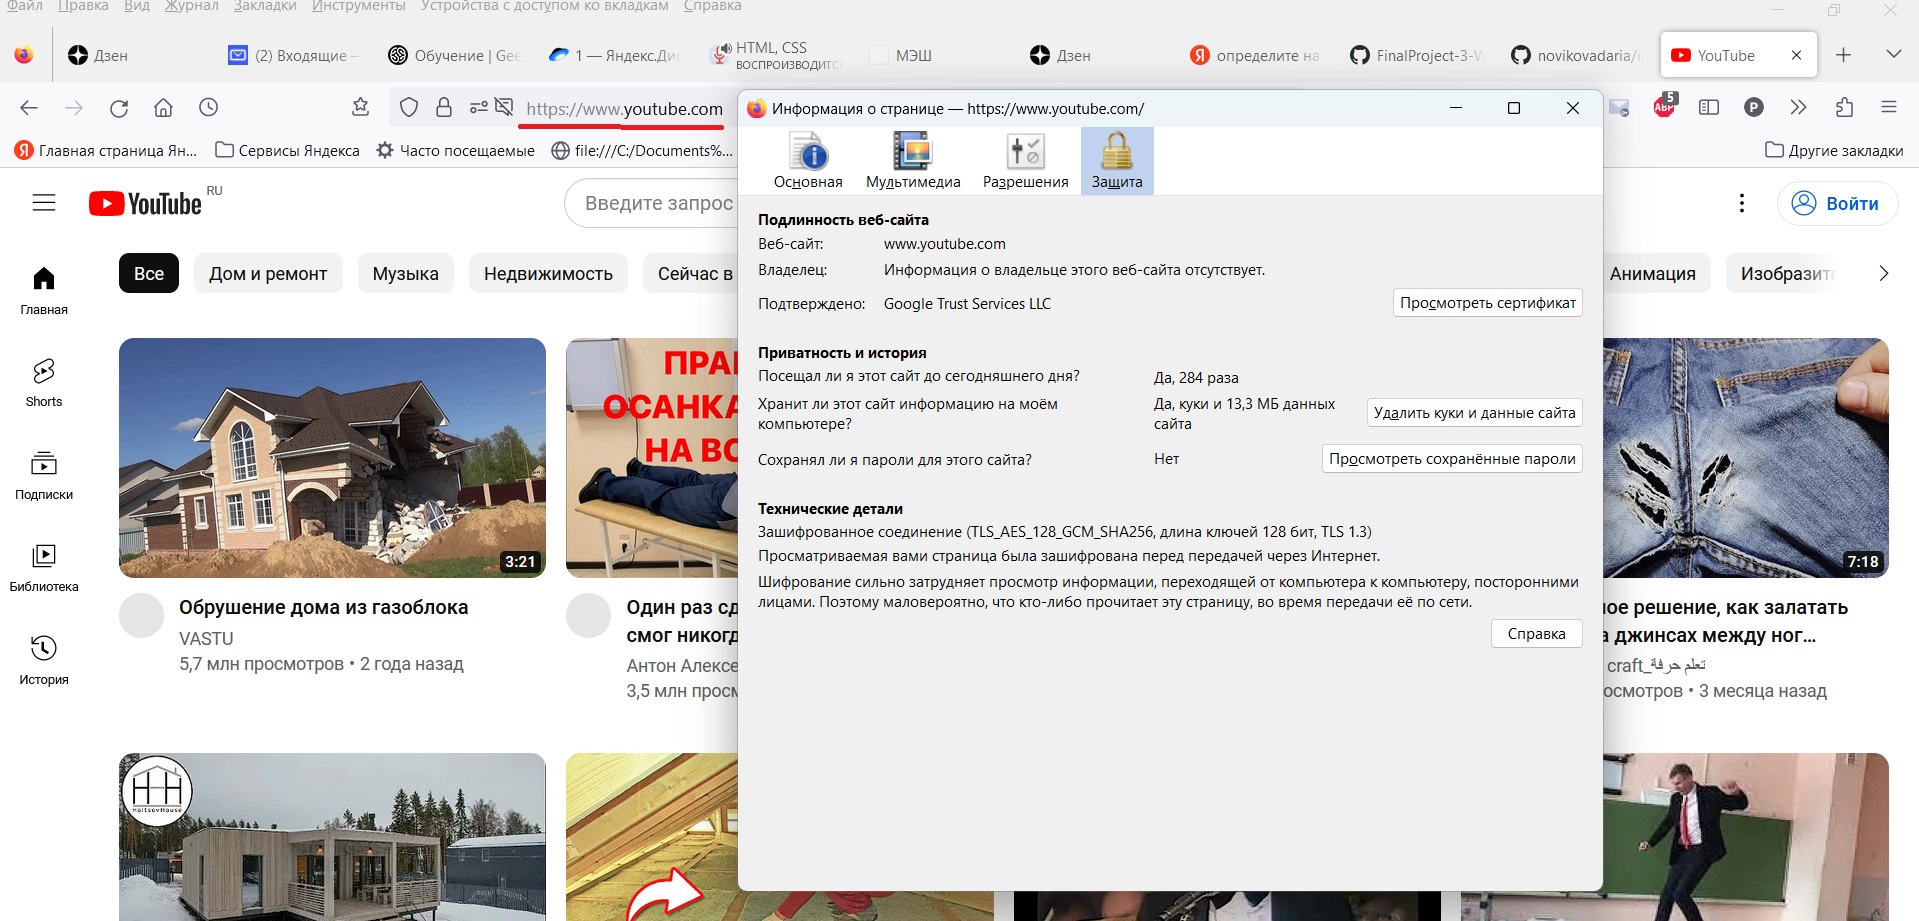 Файл Правка Вид Журнал Закладки Инструменты Устройства с доступом ко вкладкам Справка
Дзен
(2) Входящие —
Обучение | Gee
1 — Яндекс.Дис
HTML, CSS
ВОСПРОИЗВОДИТС
МЭШ
Дзен
определите на
FinalProject-3-W
novikovadaria/i
YouTube
https://www.youtube.com
ABP 5
P
Главная страница Ян...
Сервисы Яндекса
Часто посещаемые
file:///C:/Documents%...
Другие закладки
YouTube RU
Введите запрос
Войти
Все
Дом и ремонт
Музыка
Недвижимость
Сейчас в
Анимация
Изобразите
Главная
Shorts
Подписки
Библиотека
История
3:21
Обрушение дома из газоблока
VASTU
5,7 млн просмотров • 2 года назад
ПРА
ОСАНКА
НА ВО
Один раз сд
смог никогд
Антон Алексе
3,5 млн просм
7:18
ое решение, как залатать
а джинсах между ног...
craft_تعلم حرفة
осмотров • 3 месяца назад
HoltsovHouse
Информация о странице — https://www.youtube.com/
Основная
Мультимедиа
Разрешения
Защита
Подлинность веб-сайта
Веб-сайт: www.youtube.com
Владелец: Информация о владельце этого веб-сайта отсутствует.
Подтверждено: Google Trust Services LLC
Просмотреть сертификат
Приватность и история
Посещал ли я этот сайт до сегодняшнего дня? Да, 284 раза
Хранит ли этот сайт информацию на моём
компьютере?
Да, куки и 13,3 МБ данных
сайта
Удалить куки и данные сайта
Сохранял ли я пароли для этого сайта? Нет
Просмотреть сохранённые пароли
Технические детали
Зашифрованное соединение (TLS_AES_128_GCM_SHA256, длина ключей 128 бит, TLS 1.3)
Просматриваемая вами страница была зашифрована перед передачей через Интернет.
Шифрование сильно затрудняет просмотр информации, переходящей от компьютера к компьютеру, посторонними
лицами. Поэтому маловероятно, что кто-либо прочитает эту страницу, во время передачи её по сети.
Справка